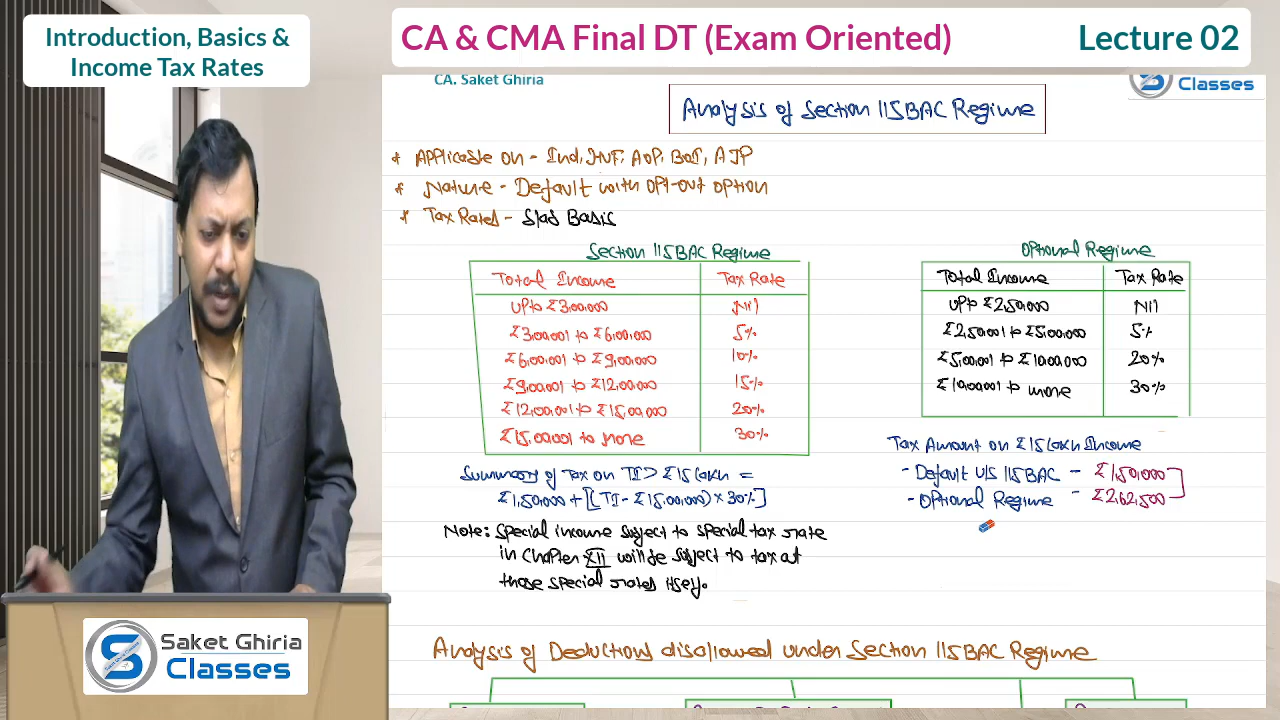 Introduction, Basics &
Income Tax Rates
CA & CMA Final DT (Exam Oriented)
Lecture 02
CA. Saket Ghiria
Classes
Analysis of Section 115BAC Regime
* Applicable on - Ind, HUF, AOP, BOI, AJP
* Nature - Default with opt-out option
* Tax Rates - Slab Basis
Section 115BAC Regime
Total Income Tax Rate
upto ₹3,00,000 Nil
₹3,00,001 to ₹6,00,000 5%
₹6,00,001 to ₹9,00,000 10%
₹9,00,001 to ₹12,00,000 15%
₹12,00,001 to ₹15,00,000 20%
₹15,00,001 to more 30%
Optional Regime
Total Income Tax Rate
upto ₹2,50,000 Nil
₹2,50,001 to ₹5,00,000 5%
₹5,00,001 to ₹10,00,000 20%
₹10,00,001 to more 30%
Summary of Tax on TI > ₹15 Lakh =
₹1,50,000 + [(TI - ₹15,00,000) × 30%]
Note: Special income subject to special tax rate
in Chapter XII will be subject to tax at
those special rates itself.
Tax Amount on ₹15 Lakh Income
- Default U/s 115BAC - ₹1,50,000
- Optional Regime - ₹2,62,500
Analysis of Deductions disallowed under Section 115BAC Regime
S
Saket Ghiria
Classes